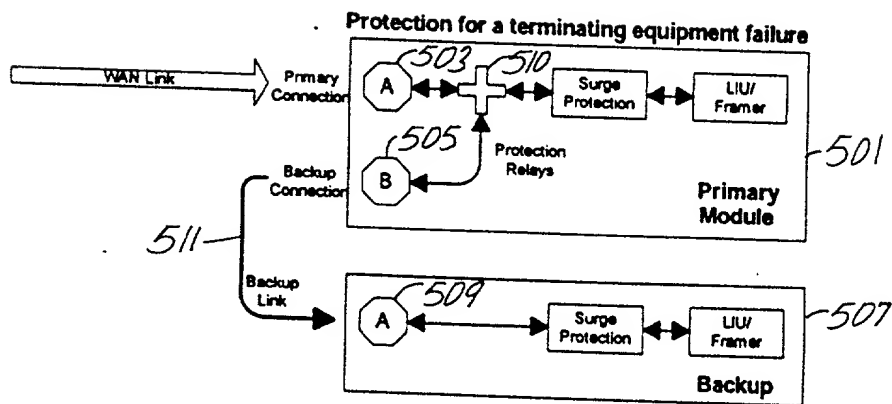 Protection for a terminating equipment failure
503
510
WAN Link
Primary
Connection
A
Surge
Protection
LIU/
Framer
505
Protection
Relays
501
Backup
Connection
B
Primary
Module
511
Backup
Link
509
A
Surge
Protection
LIU/
Framer
507
Backup